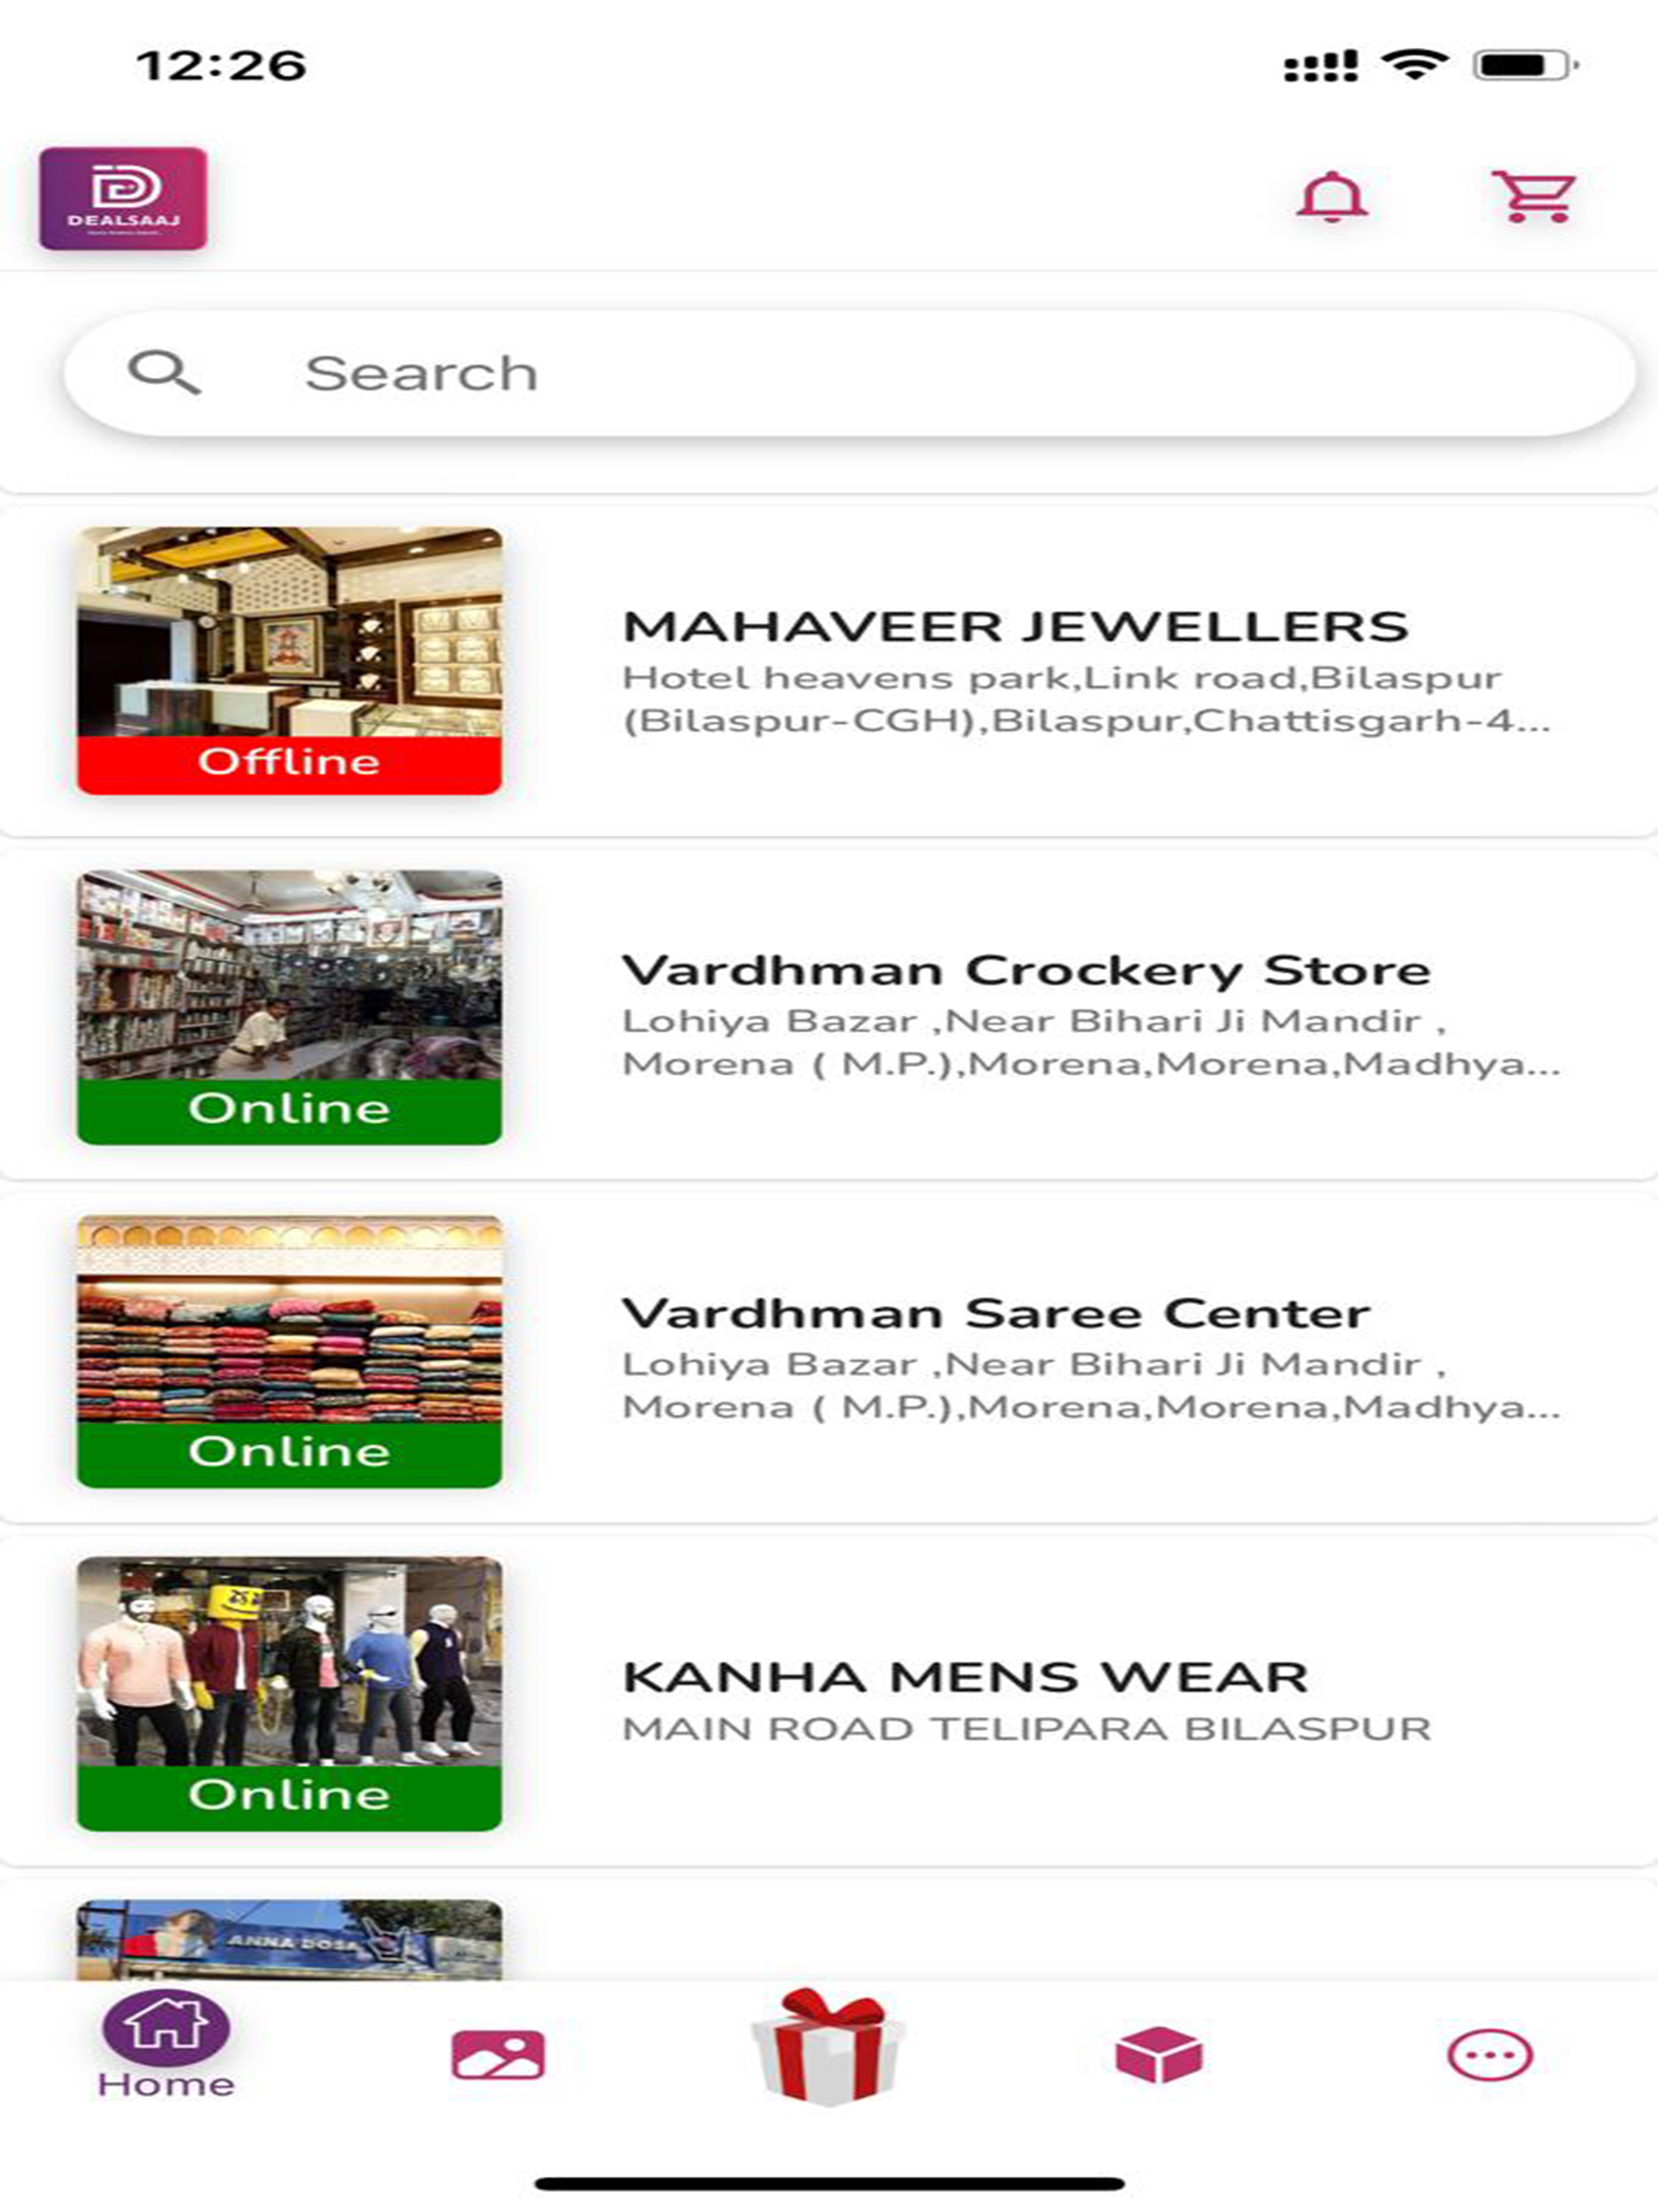 12:26
DEALSAAJ
Search
MAHAVEER JEWELLERS
Hotel heavens park,Link road,Bilaspur
(Bilaspur-CGH),Bilaspur,Chattisgarh-4...
Offline
Vardhman Crockery Store
Lohiya Bazar ,Near Bihari Ji Mandir ,
Morena ( M.P.),Morena,Morena,Madhya...
Online
Vardhman Saree Center
Lohiya Bazar ,Near Bihari Ji Mandir ,
Morena ( M.P.),Morena,Morena,Madhya...
Online
KANHA MENS WEAR
MAIN ROAD TELIPARA BILASPUR
Online
ANNA DOSA
Home